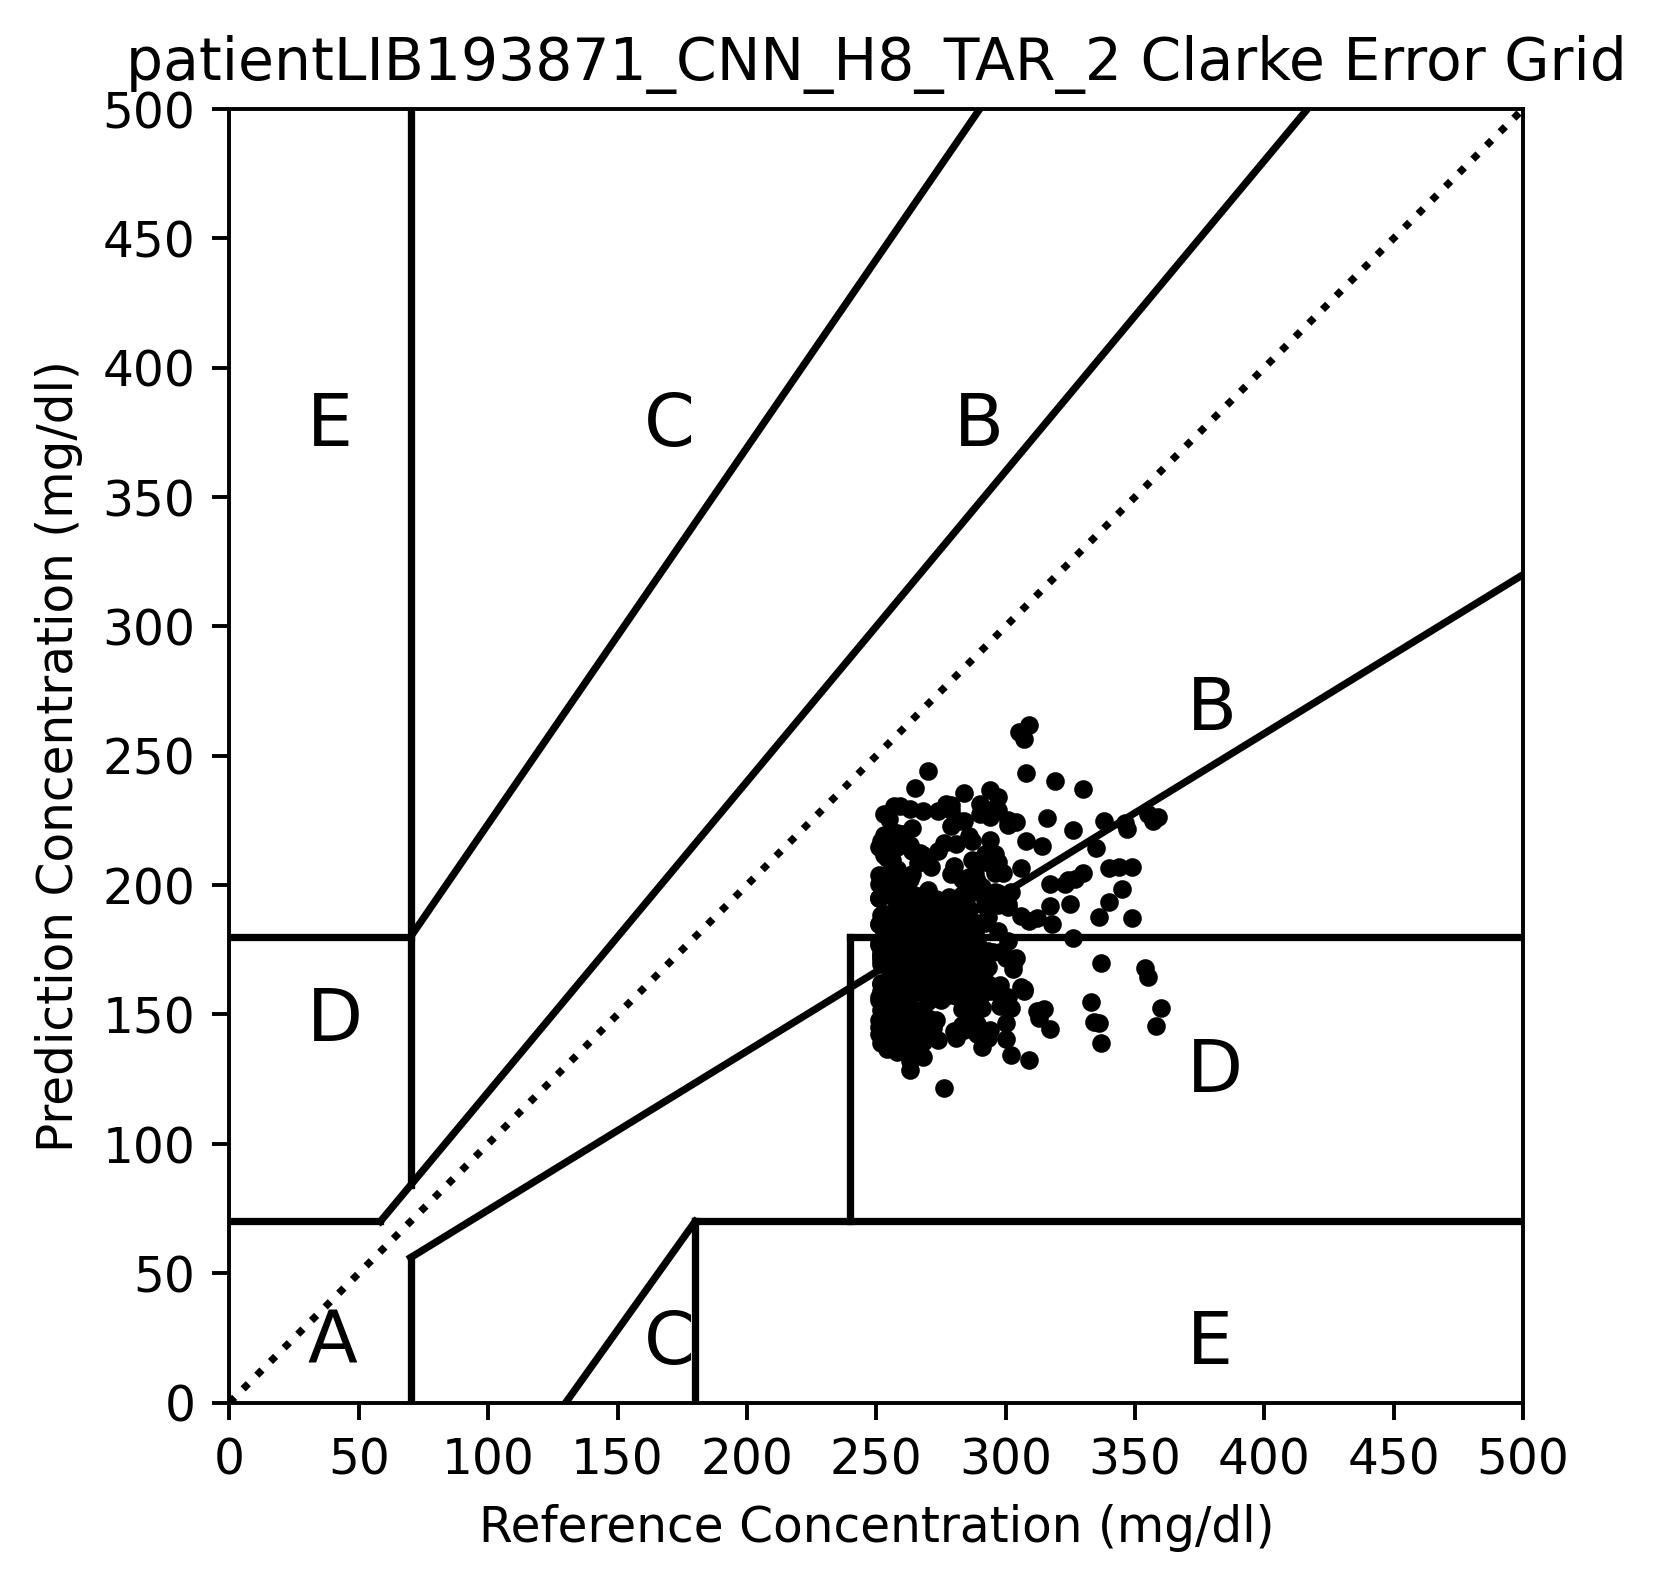 patientLIB193871_CNN_H8_TAR_2 Clarke Error Grid
500
450
400
350
300
250
200
150
100
50
0
Prediction Concentration (mg/dl)
E
C
B
B
D
D
A
C
E
0 50 100 150 200 250 300 350 400 450 500
Reference Concentration (mg/dl)